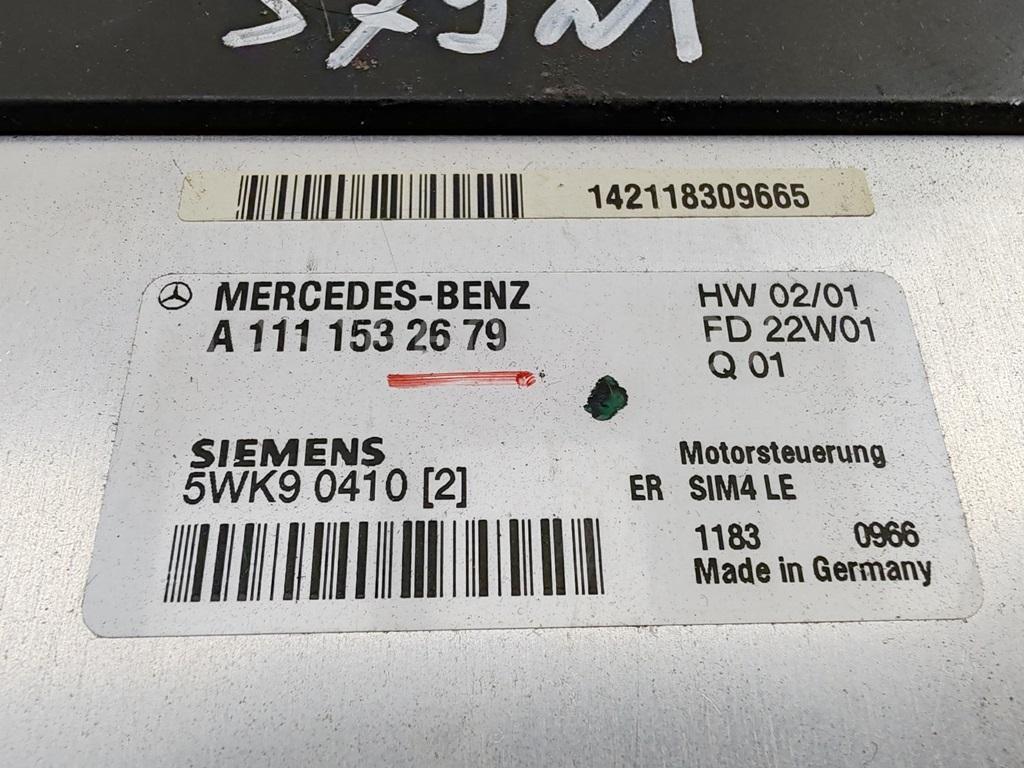 142118309665
MERCEDES-BENZ
A 111 153 26 79
HW 02/01
FD 22W01
Q 01
SIEMENS
5WK9 0410 [2]
Motorsteuerung
ER SIM4 LE
1183 0966
Made in Germany